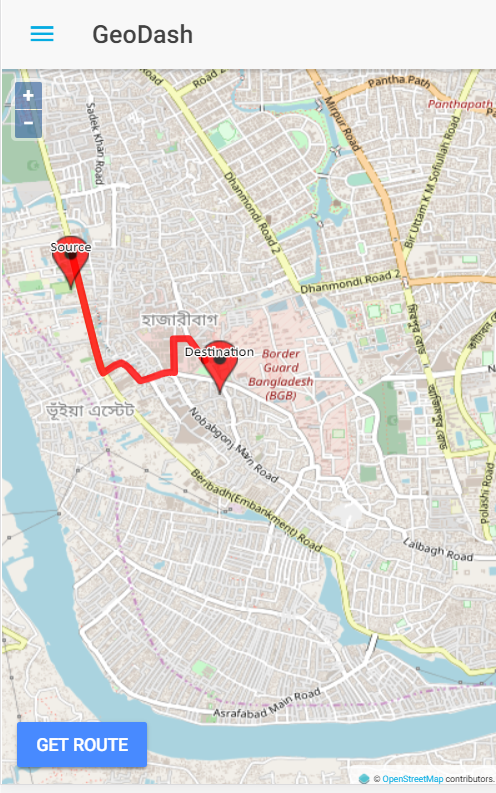 GeoDash
Road
Road 2
Pantha Path
+
-
Sadek Khan Road
Mirpur Road
Panthapath
Bir Uttam K M Sofiullah Road
Dhanmondi Road 2
Source
Dhanmondi Road 2
হাজারীবাগ
Destination
Border
Guard
Bangladesh
(BGB)
ভূঁইয়া এস্টেট
Nobabgonj Main Road
Beribadh(Embankment) Road
Polashi Road
Lalbagh Road
Asrafabad Main Road
GET ROUTE
© OpenStreetMap contributors.